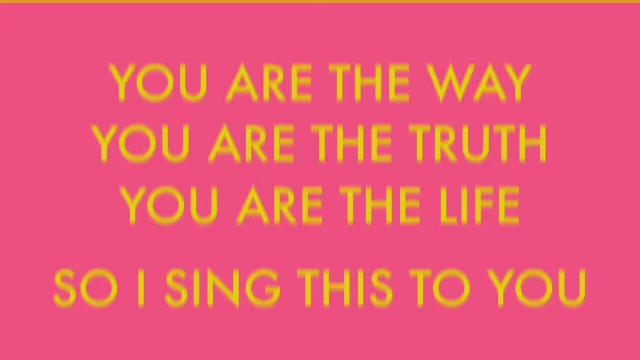 YOU ARE THE WAY
YOU ARE THE TRUTH
YOU ARE THE LIFE
SO I SING THIS TO YOU